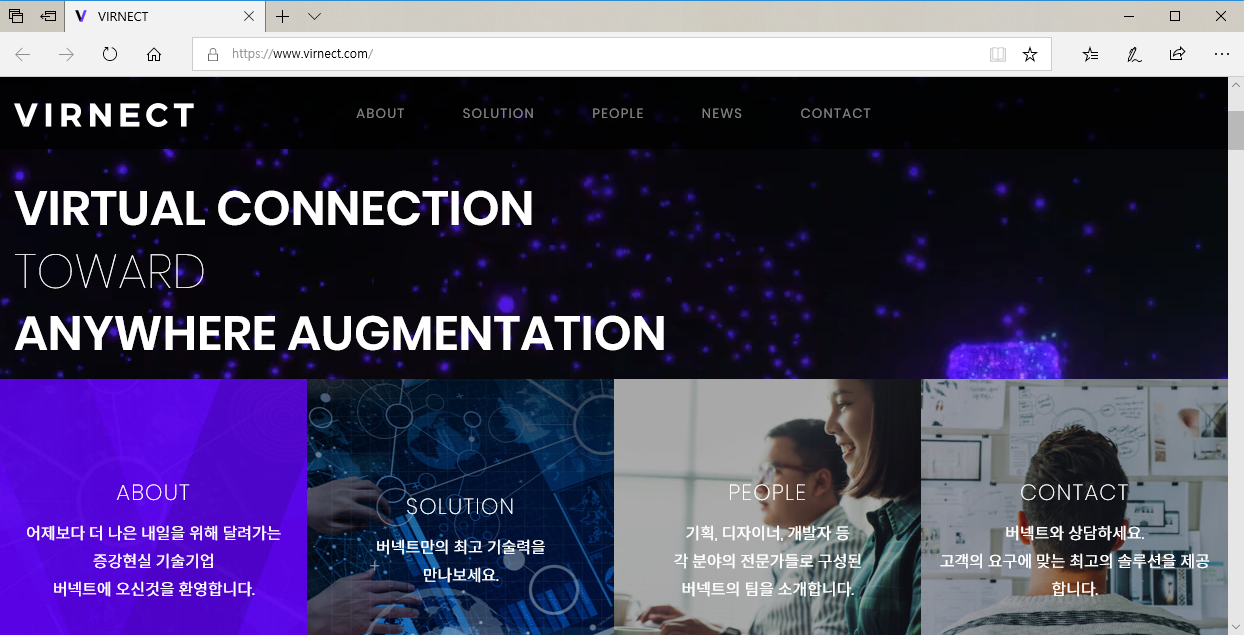 VIRNECT
https://www.virnect.com/
VIRNECT
ABOUT
SOLUTION
PEOPLE
NEWS
CONTACT
VIRTUAL CONNECTION
TOWARD
ANYWHERE AUGMENTATION
ABOUT
어제보다 더 나은 내일을 위해 달려가는
증강현실 기술기업
버넥트에 오신것을 환영합니다.
SOLUTION
버넥트만의 최고 기술력을
만나보세요.
PEOPLE
기획, 디자이너, 개발자 등
각 분야의 전문가들로 구성된
버넥트의 팀을 소개합니다.
CONTACT
버넥트와 상담하세요.
고객의 요구에 맞는 최고의 솔루션을 제공
합니다.